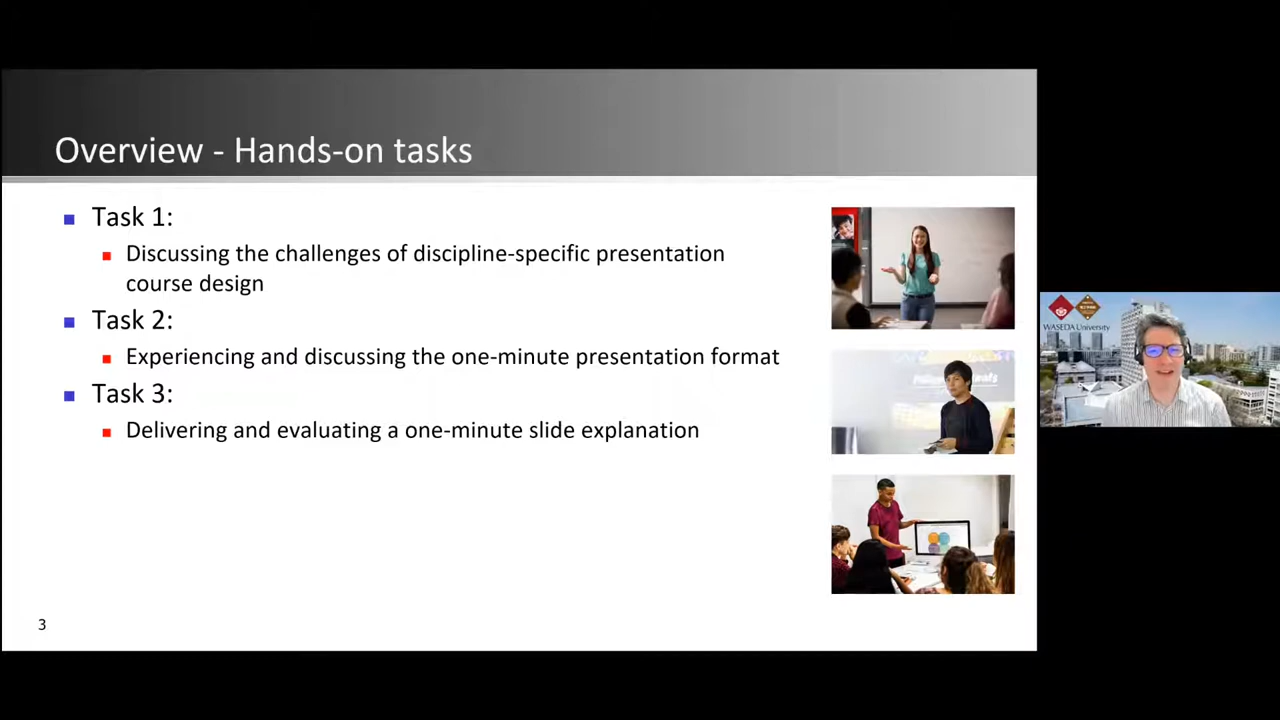 Overview - Hands-on tasks
Task 1:
Discussing the challenges of discipline-specific presentation
course design
Task 2:
Experiencing and discussing the one-minute presentation format
Task 3:
Delivering and evaluating a one-minute slide explanation
3
WASEDA University